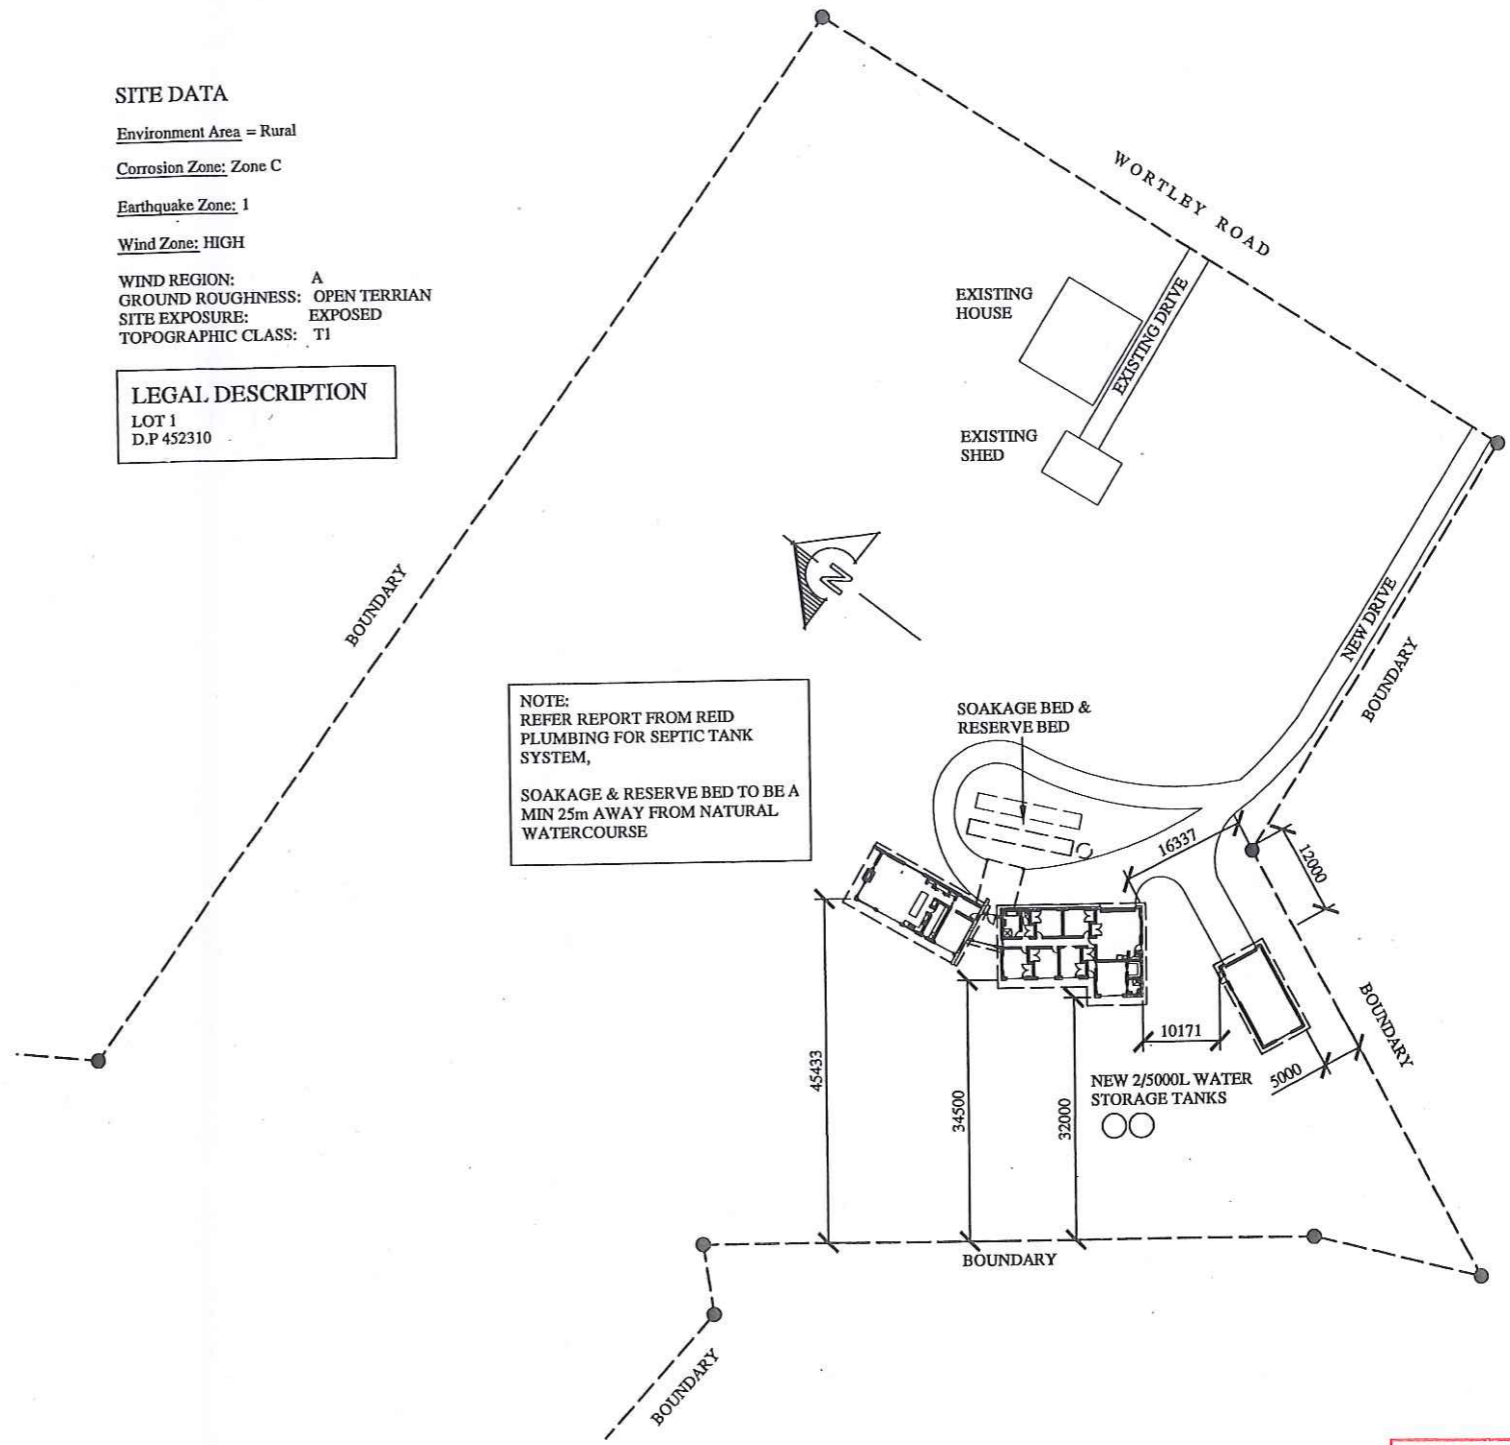 SITE DATA
Environment Area = Rural
Corrosion Zone: Zone C
Earthquake Zone: 1
Wind Zone: HIGH
WIND REGION: A
GROUND ROUGHNESS: OPEN TERRIAN
SITE EXPOSURE: EXPOSED
TOPOGRAPHIC CLASS: T1
LEGAL DESCRIPTION
LOT 1
D.P 452310
WORTLEY ROAD
EXISTING
HOUSE
EXISTING DRIVE
EXISTING
SHED
BOUNDARY
N
NEW DRIVE
BOUNDARY
NOTE:
REFER REPORT FROM REID
PLUMBING FOR SEPTIC TANK
SYSTEM,
SOAKAGE & RESERVE BED TO BE A
MIN 25m AWAY FROM NATURAL
WATERCOURSE
SOAKAGE BED &
RESERVE BED
16337
12000
BOUNDARY
45433
34500
32000
10171
5000
NEW 2/5000L WATER
STORAGE TANKS
BOUNDARY
BOUNDARY